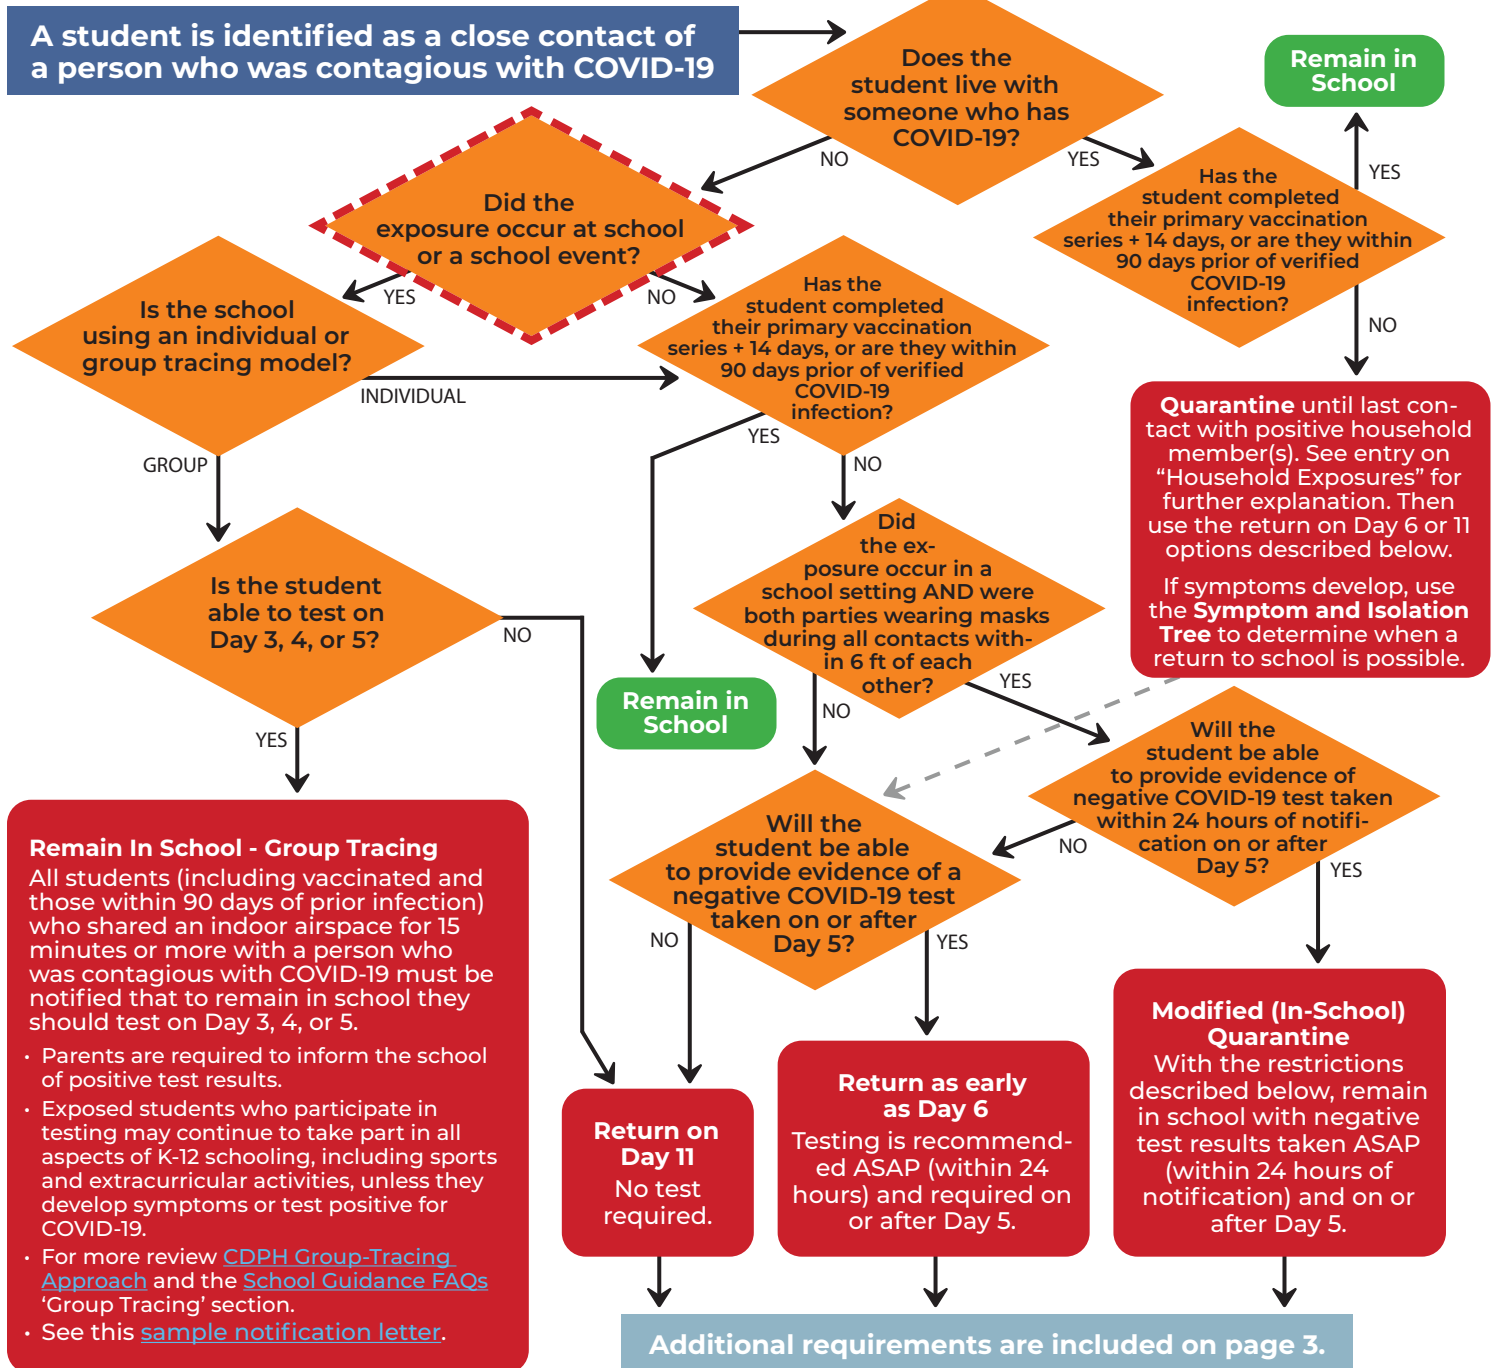 A student is identified as a close contact of
a person who was contagious with COVID-19
Does the
student live with
someone who has
COVID-19?
NO
YES
Remain in
School
YES
Has the
student completed
their primary vaccination
series + 14 days, or are they within
90 days prior of verified
COVID-19
infection?
NO
Did the
exposure occur at school
or a school event?
YES
NO
Is the school
using an individual or
group tracing model?
INDIVIDUAL
GROUP
Has the
student completed
their primary vaccination
series + 14 days, or are they within
90 days prior of verified
COVID-19
infection?
YES
NO
Quarantine until last con-
tact with positive household
member(s). See entry on
“Household Exposures” for
further explanation. Then
use the return on Day 6 or 11
options described below.
If symptoms develop, use
the Symptom and Isolation
Tree to determine when a
return to school is possible.
Is the student
able to test on
Day 3, 4, or 5?
NO
YES
Did
the ex-
posure occur in a
school setting AND were
both parties wearing masks
during all contacts with-
in 6 ft of each
other?
NO
YES
Remain in
School
Will the
student be able
to provide evidence of
negative COVID-19 test taken
within 24 hours of notifi-
cation on or after
Day 5?
NO
YES
Will the
student be able
to provide evidence of a
negative COVID-19 test
taken on or after
Day 5?
NO
YES
Remain In School - Group Tracing
All students (including vaccinated and
those within 90 days of prior infection)
who shared an indoor airspace for 15
minutes or more with a person who
was contagious with COVID-19 must be
notified that to remain in school they
should test on Day 3, 4, or 5.
• Parents are required to inform the school
of positive test results.
• Exposed students who participate in
testing may continue to take part in all
aspects of K-12 schooling, including sports
and extracurricular activities, unless they
develop symptoms or test positive for
COVID-19.
• For more review CDPH Group-Tracing
Approach and the School Guidance FAQs
‘Group Tracing’ section.
• See this sample notification letter.
Return on
Day 11
No test
required.
Return as early
as Day 6
Testing is recommend-
ed ASAP (within 24
hours) and required on
or after Day 5.
Modified (In-School)
Quarantine
With the restrictions
described below, remain
in school with negative
test results taken ASAP
(within 24 hours of
notification) and on or
after Day 5.
Additional requirements are included on page 3.